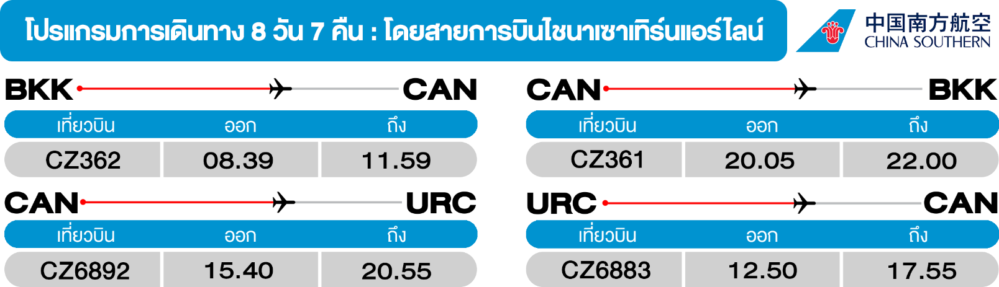 โปรแกรมการเดินทาง 8 วัน 7 คืน : โดยสายการบินไชนาเซาเทิร์นแอร์ไลน์
中国南方航空
CHINA SOUTHERN
BKK CAN
เที่ยวบิน ออก ถึง
CZ362 08.39 11.59
CAN BKK
เที่ยวบิน ออก ถึง
CZ361 20.05 22.00
CAN URC
เที่ยวบิน ออก ถึง
CZ6892 15.40 20.55
URC CAN
เที่ยวบิน ออก ถึง
CZ6883 12.50 17.55